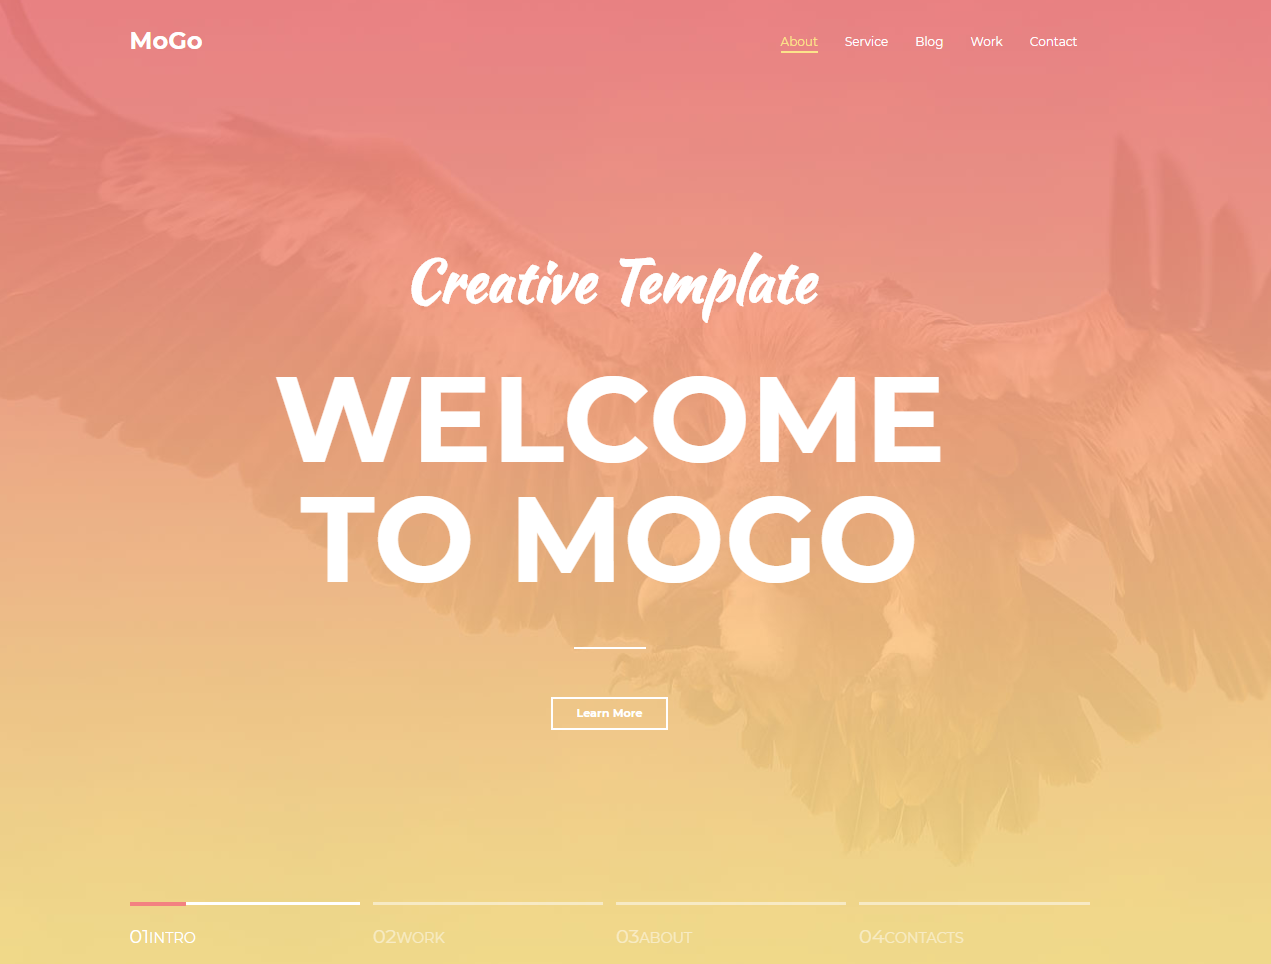 MoGo
About Service Blog Work Contact
Creative Template
WELCOME
TO MOGO
Learn More
01INTRO 02WORK 03ABOUT 04CONTACTS